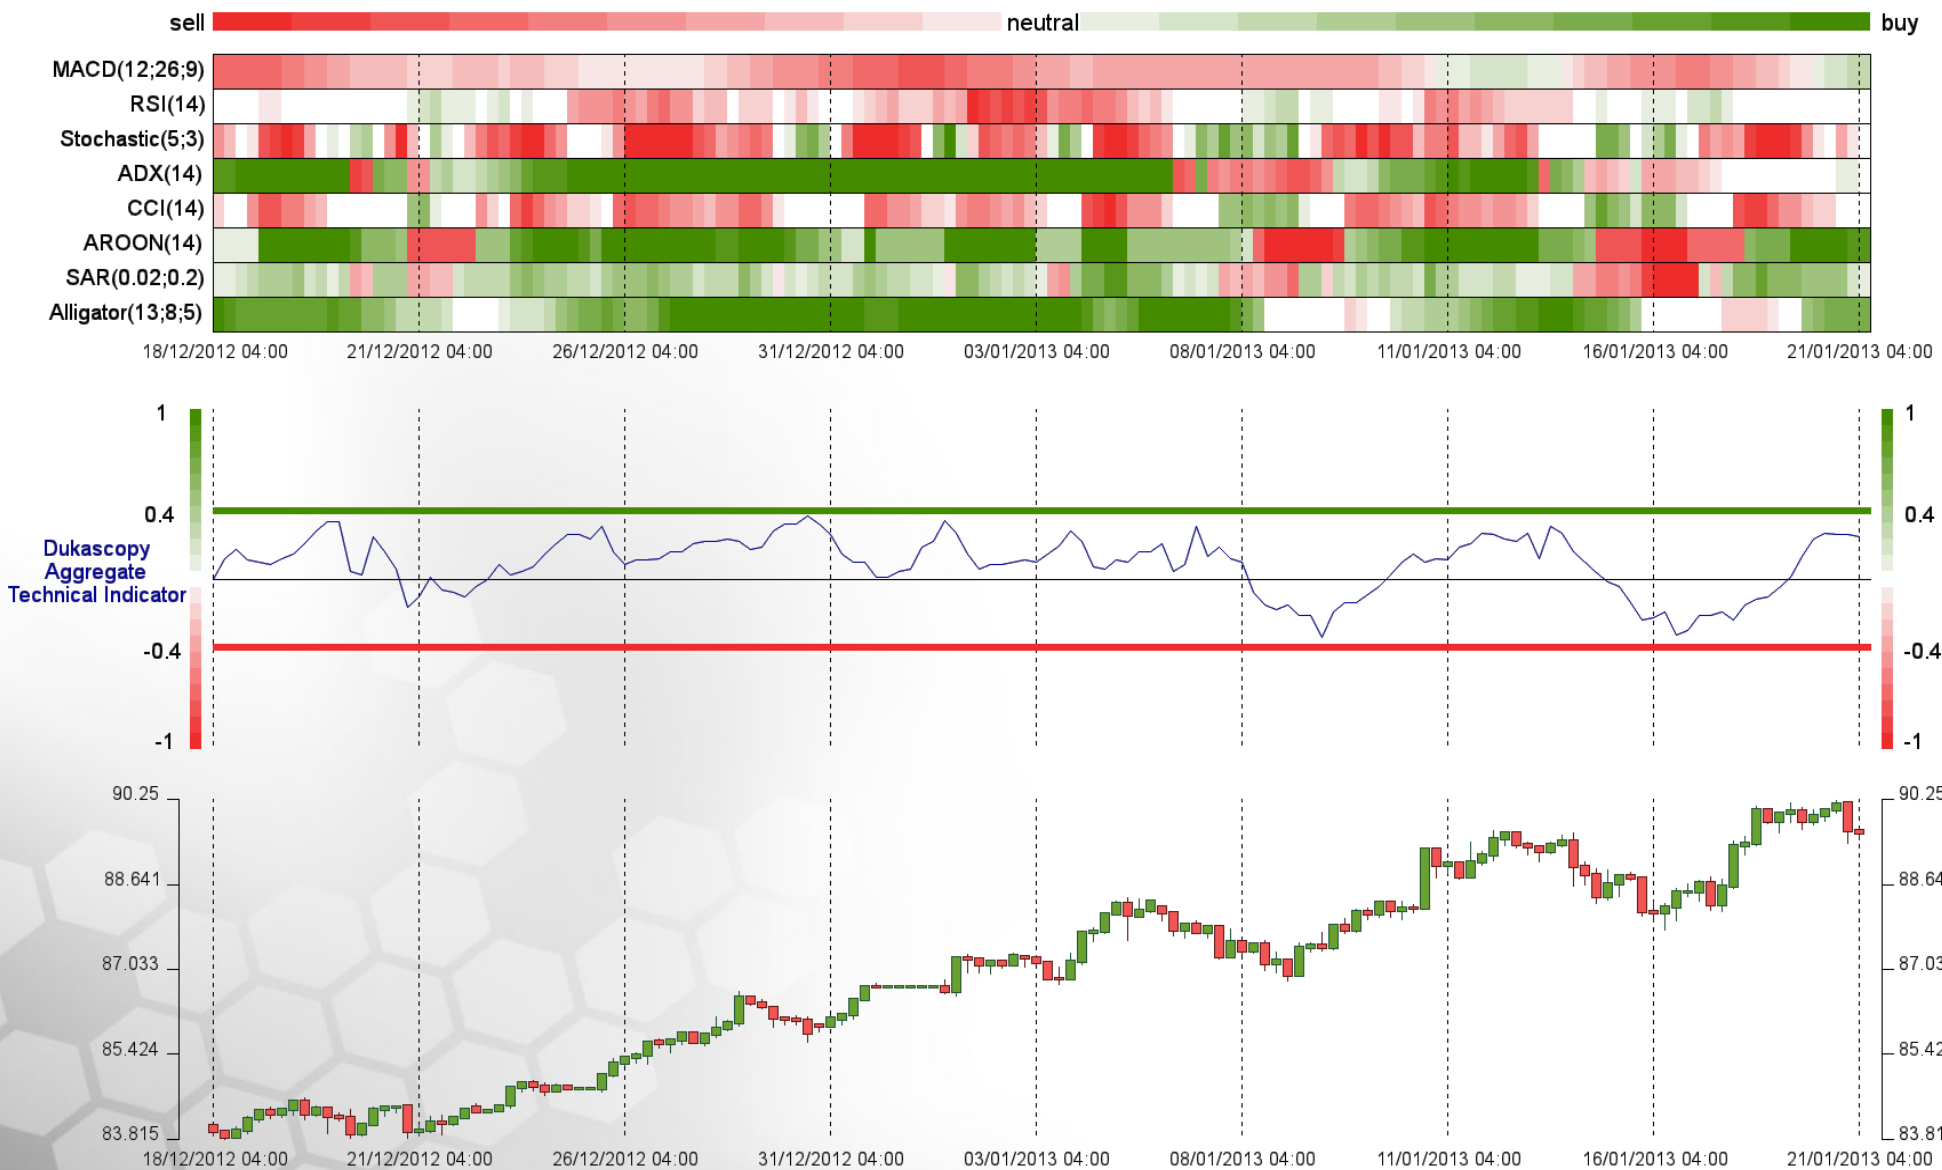 sell neutral buy
MACD(12;26;9)
RSI(14)
Stochastic(5;3)
ADX(14)
CCI(14)
AROON(14)
SAR(0.02;0.2)
Alligator(13;8;5)
18/12/2012 04:00 21/12/2012 04:00 26/12/2012 04:00 31/12/2012 04:00 03/01/2013 04:00 08/01/2013 04:00 11/01/2013 04:00 16/01/2013 04:00 21/01/2013 04:00
1 1
0.4 0.4
Dukascopy
Aggregate
Technical Indicator
-0.4 -0.4
-1 -1
90.25 90.25
88.641 88.64
87.033 87.03
85.424 85.42
83.815 83.81
18/12/2012 04:00 21/12/2012 04:00 26/12/2012 04:00 31/12/2012 04:00 03/01/2013 04:00 08/01/2013 04:00 11/01/2013 04:00 16/01/2013 04:00 21/01/2013 04:00